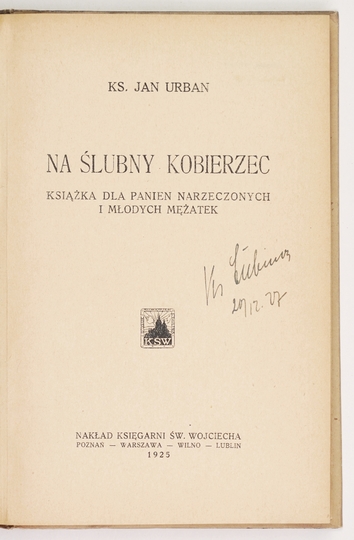 KS. JAN URBAN
NA ŚLUBNY KOBIERZEC
KSIĄŻKA DLA PANIEN NARZECZONYCH
I MŁODYCH MĘŻATEK
Ks
KSW
NAKŁAD KSIĘGARNI ŚW. WOJCIECHA
POZNAŃ — WARSZAWA — WILNO — LUBLIN
1925